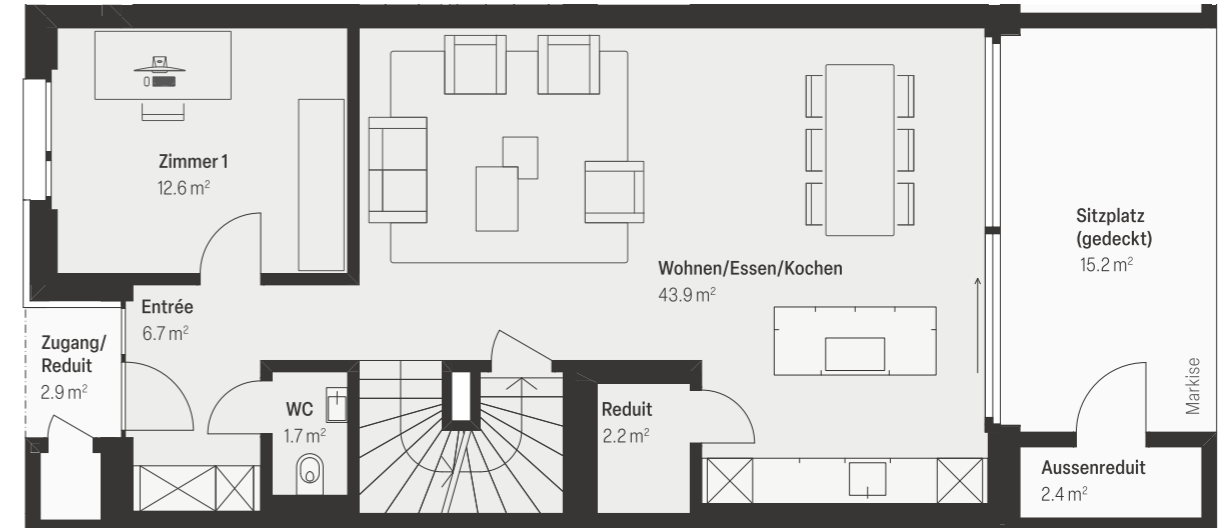 Zimmer 1
12.6 m²
Entrée
6.7 m²
Zugang/
Reduit
2.9 m²
WC
1.7 m²
Reduit
2.2 m²
Wohnen/Essen/Kochen
43.9 m²
Sitzplatz
(gedeckt)
15.2 m²
Markise
Aussenreduit
2.4 m²